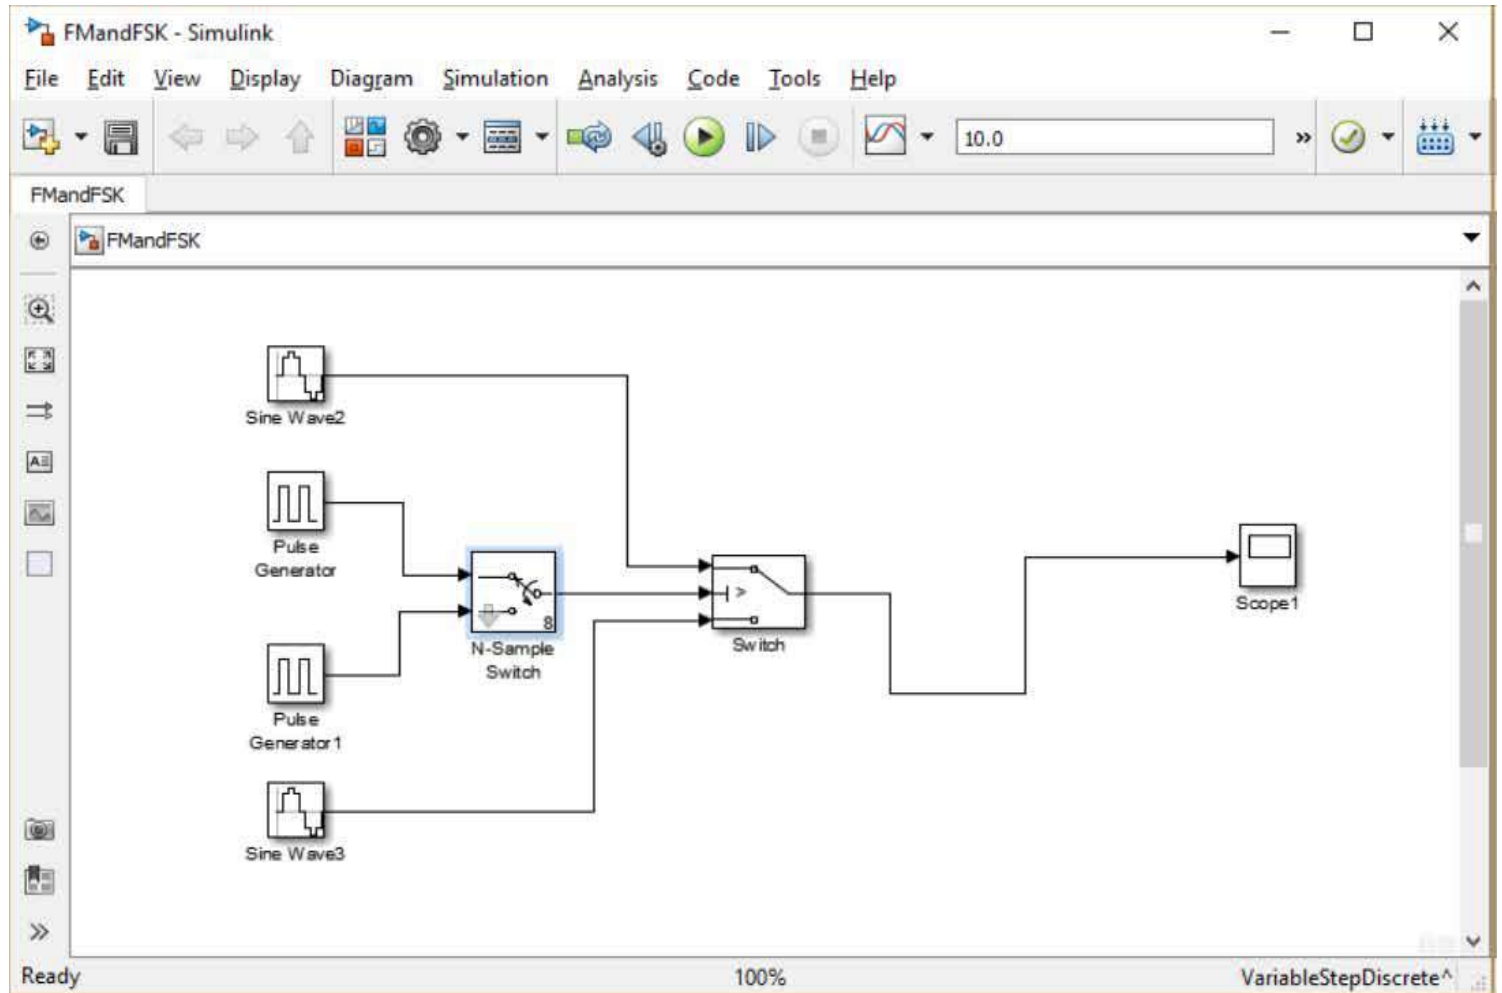 FMandFSK - Simulink
File Edit View Display Diagram Simulation Analysis Code Tools Help
10.0
FMandFSK
FMandFSK
Sine Wave2
Pulse
Generator
8
N-Sample
Switch
>
Switch
Scope1
Pulse
Generator1
Sine Wave3
Ready 100% VariableStepDiscrete^